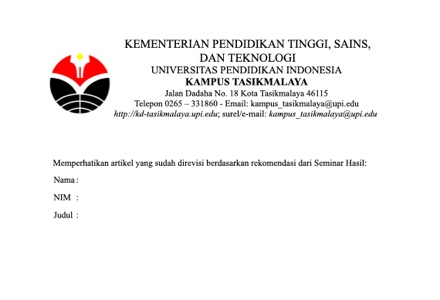 KEMENTERIAN PENDIDIKAN TINGGI, SAINS,
DAN TEKNOLOGI
UNIVERSITAS PENDIDIKAN INDONESIA
KAMPUS TASIKMALAYA
Jalan Dadaha No. 18 Kota Tasikmalaya 46115
Telepon 0265 – 331860 - Email: kampus_tasikmalaya@upi.edu
http://kd-tasikmalaya.upi.edu; surel/e-mail: kampus_tasikmalaya@upi.edu
Memperhatikan artikel yang sudah direvisi berdasarkan rekomendasi dari Seminar Hasil:
Nama :
NIM :
Judul :